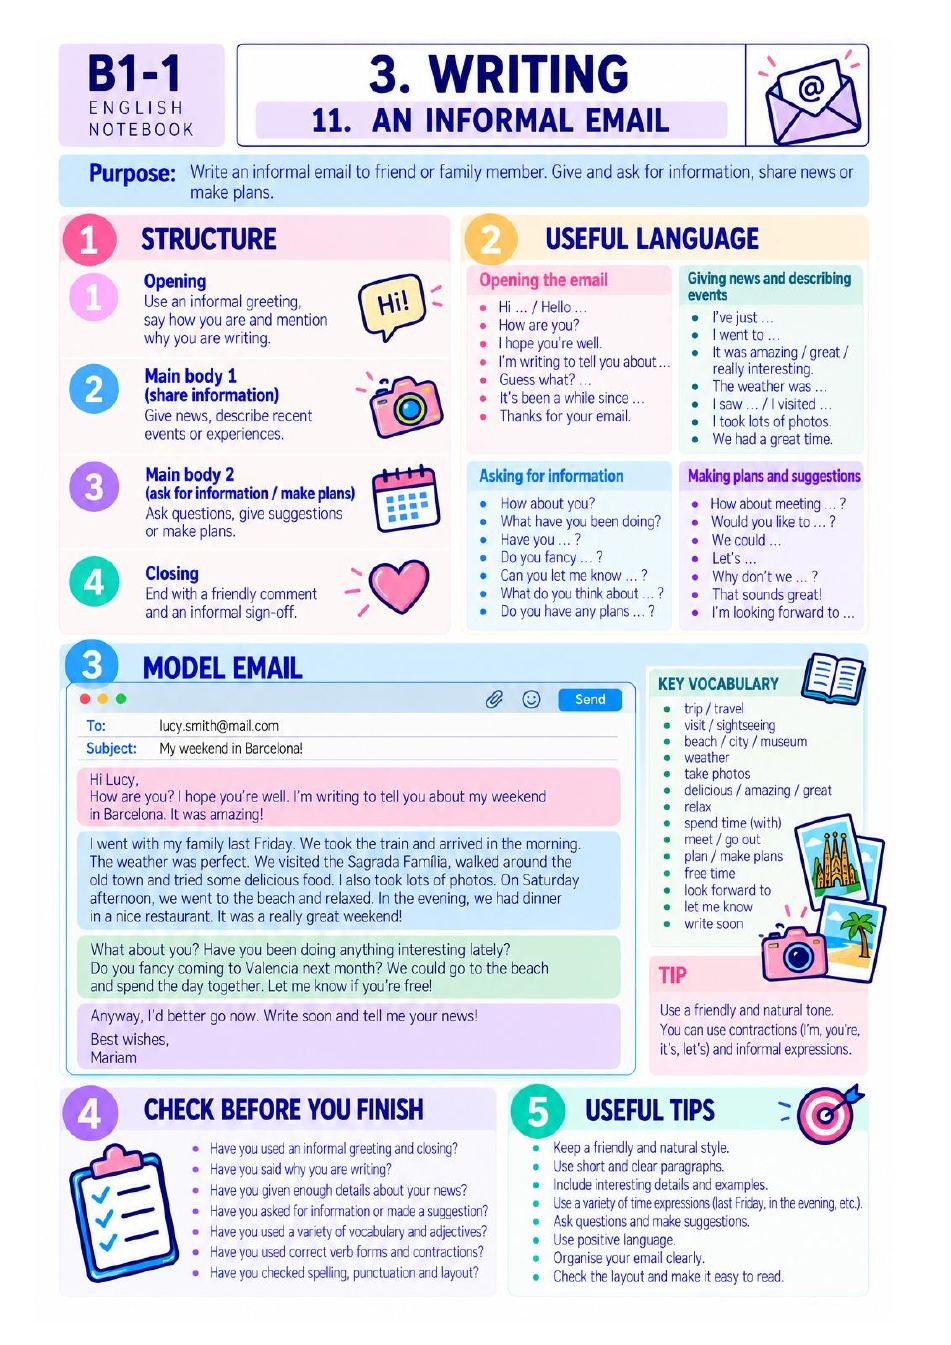 B1-1
ENGLISH
NOTEBOOK
3. WRITING
11. AN INFORMAL EMAIL
@
Purpose: Write an informal email to friend or family member. Give and ask for information, share news or
make plans.
1 STRUCTURE
1 Opening
Use an informal greeting,
say how you are and mention
why you are writing.
Hi!
2 Main body 1
(share information)
Give news, describe recent
events or experiences.
3 Main body 2
(ask for information / make plans)
Ask questions, give suggestions
or make plans.
4 Closing
End with a friendly comment
and an informal sign-off.
2 USEFUL LANGUAGE
Opening the email
• Hi ... / Hello ...
• How are you?
• I hope you're well.
• I'm writing to tell you about...
• Guess what? ...
• It's been a while since ...
• Thanks for your email.
Giving news and describing
events
• I've just ...
• I went to ...
• It was amazing / great /
really interesting.
• The weather was ...
• I saw ... / I visited ...
• I took lots of photos.
• We had a great time.
Asking for information
• How about you?
• What have you been doing?
• Have you ... ?
• Do you fancy ... ?
• Can you let me know ... ?
• What do you think about ... ?
• Do you have any plans ... ?
Making plans and suggestions
• How about meeting ... ?
• Would you like to ... ?
• We could ...
• Let's ...
• Why don't we ... ?
• That sounds great!
• I'm looking forward to ...
3 MODEL EMAIL
Send
To: lucy.smith@mail.com
Subject: My weekend in Barcelona!
Hi Lucy,
How are you? I hope you're well. I'm writing to tell you about my weekend
in Barcelona. It was amazing!
I went with my family last Friday. We took the train and arrived in the morning.
The weather was perfect. We visited the Sagrada Família, walked around the
old town and tried some delicious food. I also took lots of photos. On Saturday
afternoon, we went to the beach and relaxed. In the evening, we had dinner
in a nice restaurant. It was a really great weekend!
What about you? Have you been doing anything interesting lately?
Do you fancy coming to Valencia next month? We could go to the beach
and spend the day together. Let me know if you're free!
Anyway, I'd better go now. Write soon and tell me your news!
Best wishes,
Mariam
KEY VOCABULARY
• trip / travel
• visit / sightseeing
• beach / city / museum
• weather
• take photos
• delicious / amazing / great
• relax
• spend time (with)
• meet / go out
• plan / make plans
• free time
• look forward to
• let me know
• write soon
TIP
Use a friendly and natural tone.
You can use contractions (I'm, you're,
it's, let's) and informal expressions.
4 CHECK BEFORE YOU FINISH
• Have you used an informal greeting and closing?
• Have you said why you are writing?
• Have you given enough details about your news?
• Have you asked for information or made a suggestion?
• Have you used a variety of vocabulary and adjectives?
• Have you used correct verb forms and contractions?
• Have you checked spelling, punctuation and layout?
5 USEFUL TIPS
• Keep a friendly and natural style.
• Use short and clear paragraphs.
• Include interesting details and examples.
• Use a variety of time expressions (last Friday, in the evening, etc.).
• Ask questions and make suggestions.
• Use positive language.
• Organise your email clearly.
• Check the layout and make it easy to read.